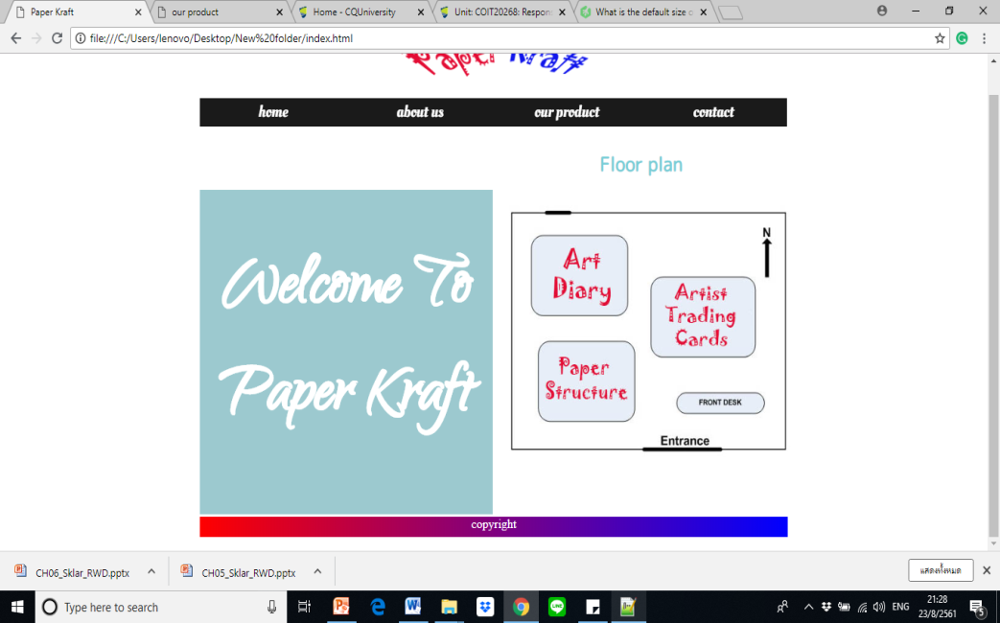 Paper Kraft
our product
Home - CQUniversity
Unit: COIT20268: Respon
What is the default size o
file:///C:/Users/lenovo/Desktop/New%20folder/index.html
Paper Kraft
home about us our product contact
Floor plan
Welcome To
Paper Kraft
N
Art
Diary
Artist
Trading
Cards
Paper
Structure
FRONT DESK
Entrance
copyright
CH06_Sklar_RWD.pptx
CH05_Sklar_RWD.pptx
แสดงทั้งหมด
Type here to search
ENG
21:28
23/8/2561
5